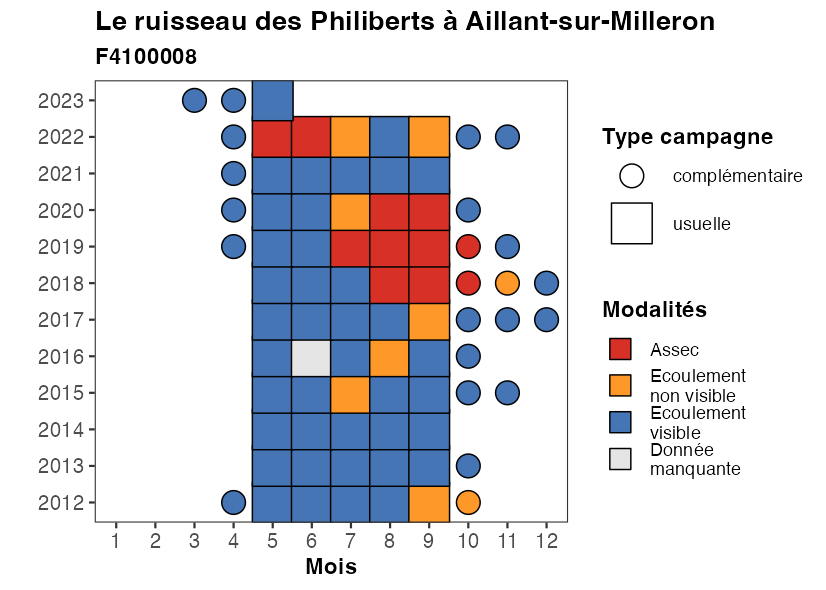 Le ruisseau des Philiberts à Aillant-sur-Milleron
F4100008
2023
2022
2021
2020
2019
2018
2017
2016
2015
2014
2013
2012
1 2 3 4 5 6 7 8 9 10 11 12
Mois
Type campagne
complémentaire
usuelle
Modalités
Assec
Ecoulement
non visible
Ecoulement
visible
Donnée
manquante